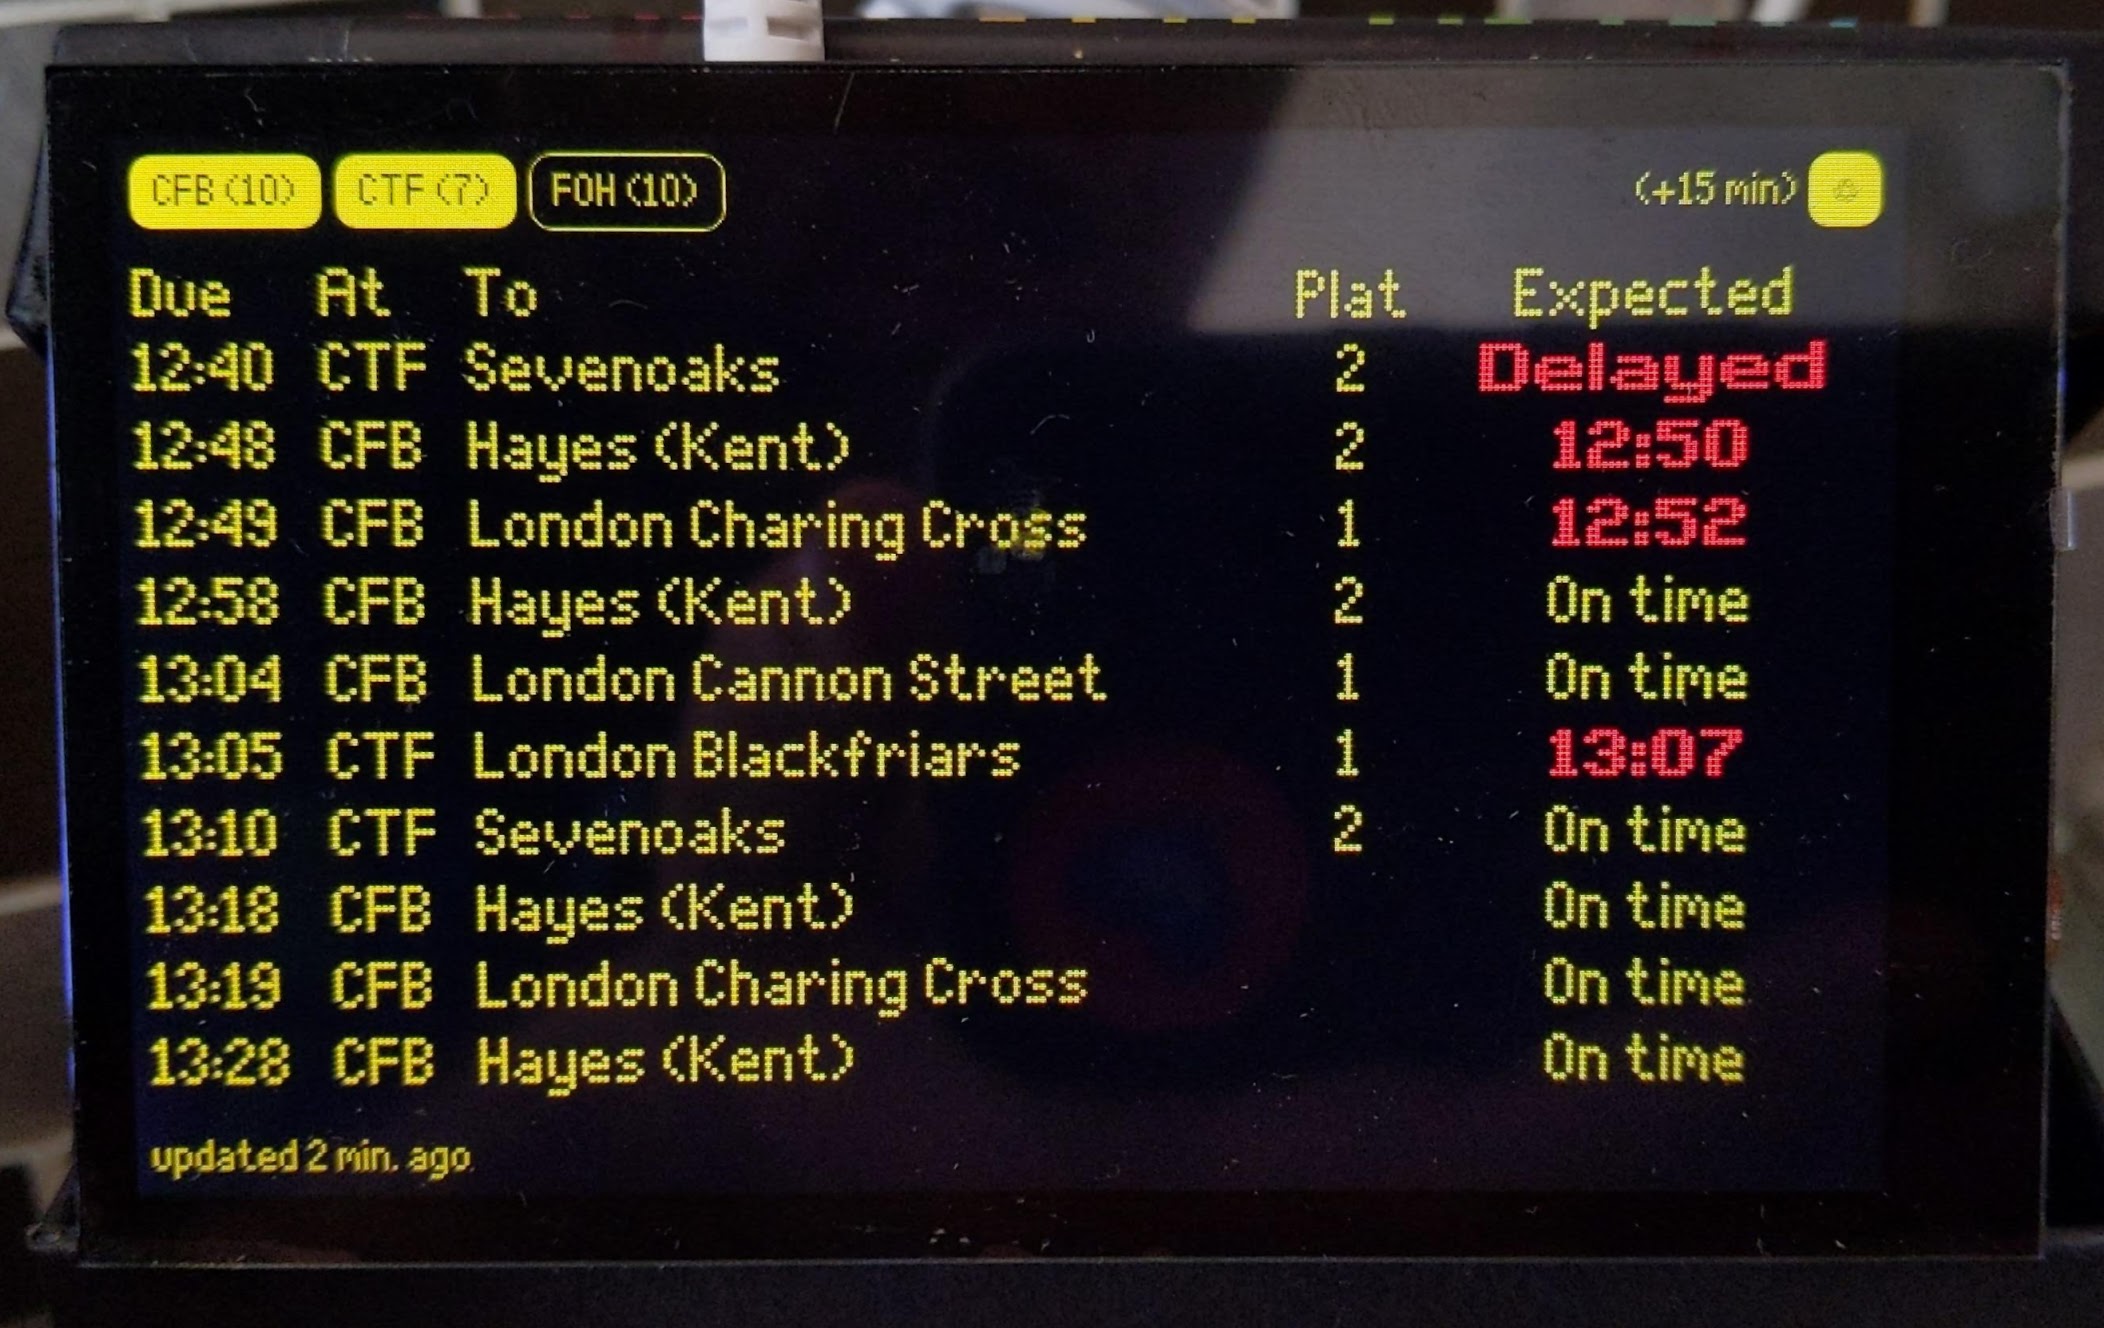 CFB (10) CTF (7) FOH (10) (+15 min)
Due At To Plat Expected
12:40 CTF Sevenoaks 2 Delayed
12:48 CFB Hayes (Kent) 2 12:50
12:49 CFB London Charing Cross 1 12:52
12:58 CFB Hayes (Kent) 2 On time
13:04 CFB London Cannon Street 1 On time
13:05 CTF London Blackfriars 1 13:07
13:10 CTF Sevenoaks 2 On time
13:18 CFB Hayes (Kent) On time
13:19 CFB London Charing Cross On time
13:28 CFB Hayes (Kent) On time
updated 2 min. ago